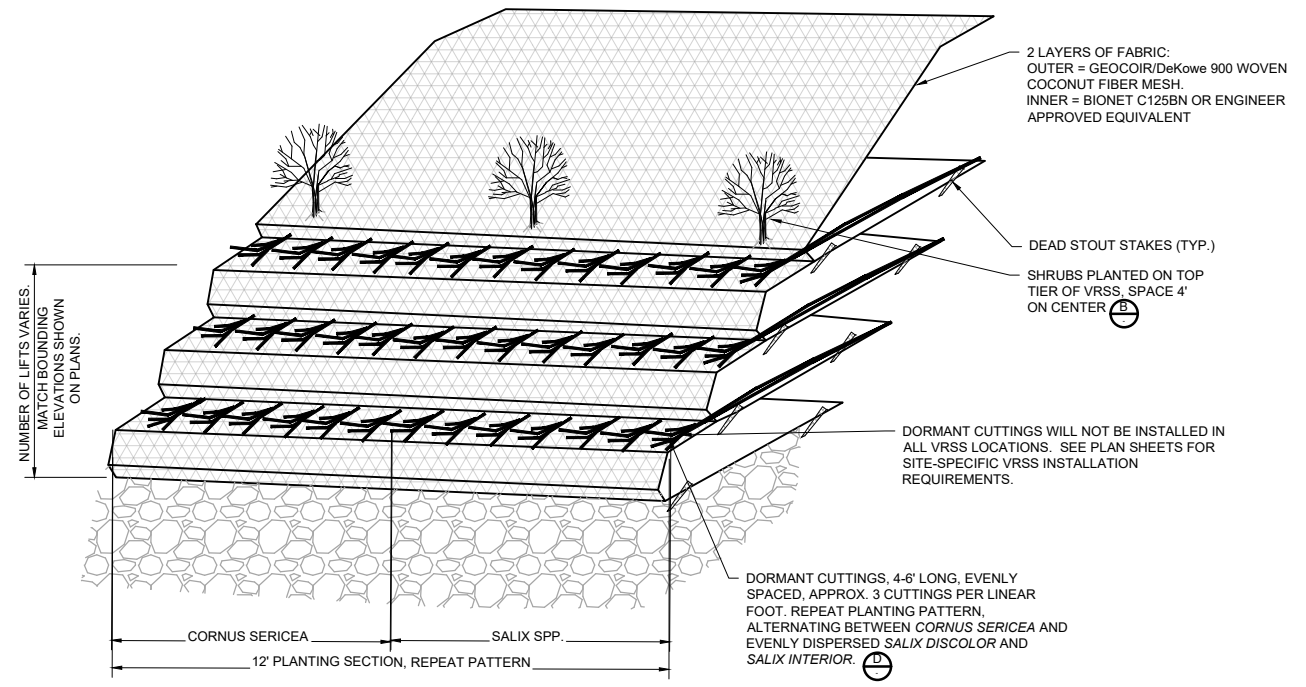 2 LAYERS OF FABRIC:
OUTER = GEOCOIR/DeKowe 900 WOVEN
COCONUT FIBER MESH.
INNER = BIONET C125BN OR ENGINEER
APPROVED EQUIVALENT
DEAD STOUT STAKES (TYP.)
SHRUBS PLANTED ON TOP
TIER OF VRSS, SPACE 4'
ON CENTER
B
-
NUMBER OF LIFTS VARIES.
MATCH BOUNDING
ELEVATIONS SHOWN
ON PLANS.
DORMANT CUTTINGS WILL NOT BE INSTALLED IN
ALL VRSS LOCATIONS. SEE PLAN SHEETS FOR
SITE-SPECIFIC VRSS INSTALLATION
REQUIREMENTS.
DORMANT CUTTINGS, 4-6' LONG, EVENLY
SPACED, APPROX. 3 CUTTINGS PER LINEAR
FOOT. REPEAT PLANTING PATTERN,
ALTERNATING BETWEEN CORNUS SERICEA AND
EVENLY DISPERSED SALIX DISCOLOR AND
SALIX INTERIOR.
D
-
CORNUS SERICEA
SALIX SPP.
12' PLANTING SECTION, REPEAT PATTERN